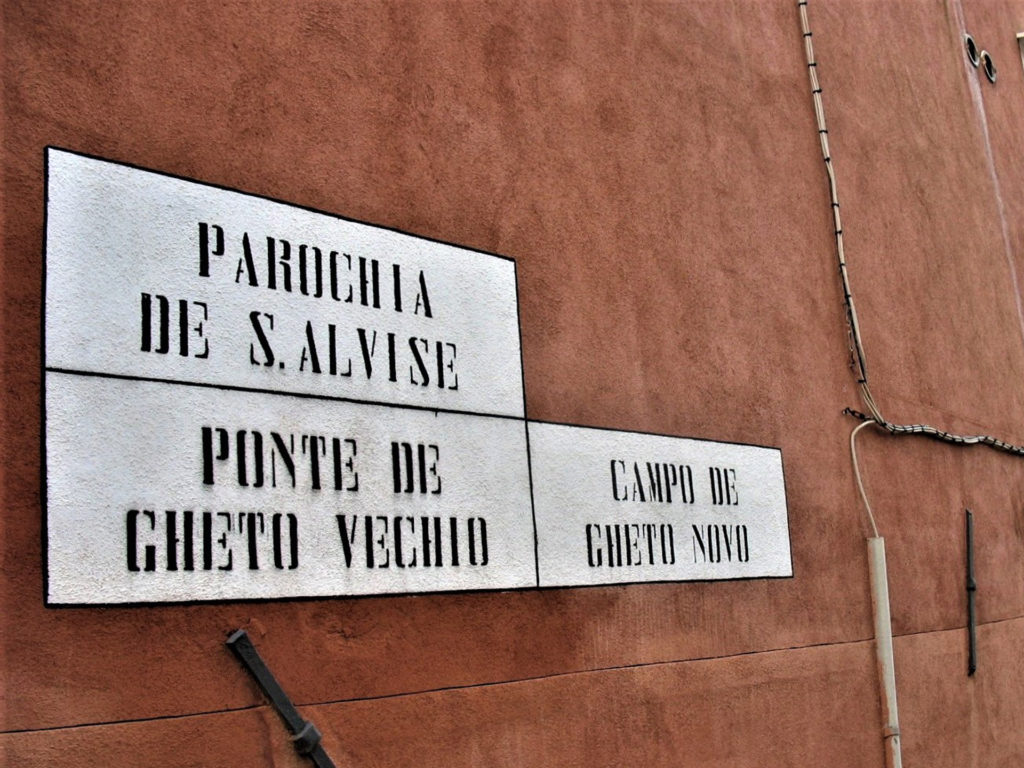 PAROCHIA
DE S. ALVISE
PONTE DE
GHETO VECHIO
CAMPO DE
GHETO NOVO